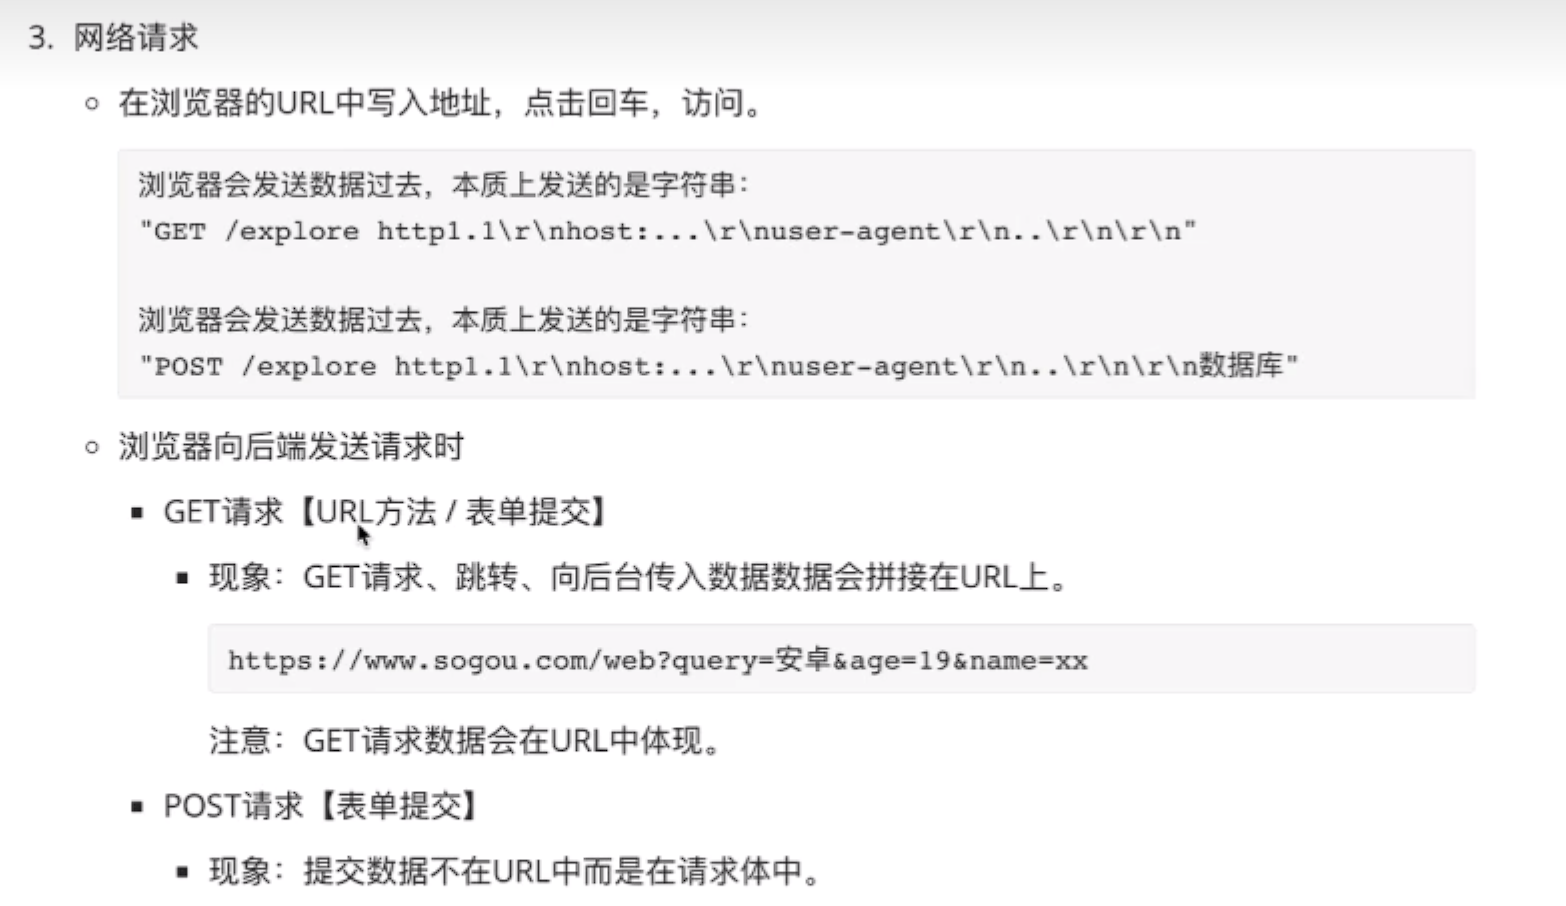 3. 网络请求
在浏览器的URL中写入地址，点击回车，访问。
浏览器会发送数据过去，本质上发送的是字符串：
"GET /explore http1.1\r\nhost:...\r\nuser-agent\r\n..\r\n\r\n"
浏览器会发送数据过去，本质上发送的是字符串：
"POST /explore http1.1\r\nhost:...\r\nuser-agent\r\n..\r\n\r\n数据库"
浏览器向后端发送请求时
GET请求【URL方法 / 表单提交】
现象：GET请求、跳转、向后台传入数据数据会拼接在URL上。
https://www.sogou.com/web?query=安卓&age=19&name=xx
注意：GET请求数据会在URL中体现。
POST请求【表单提交】
现象：提交数据不在URL中而是在请求体中。